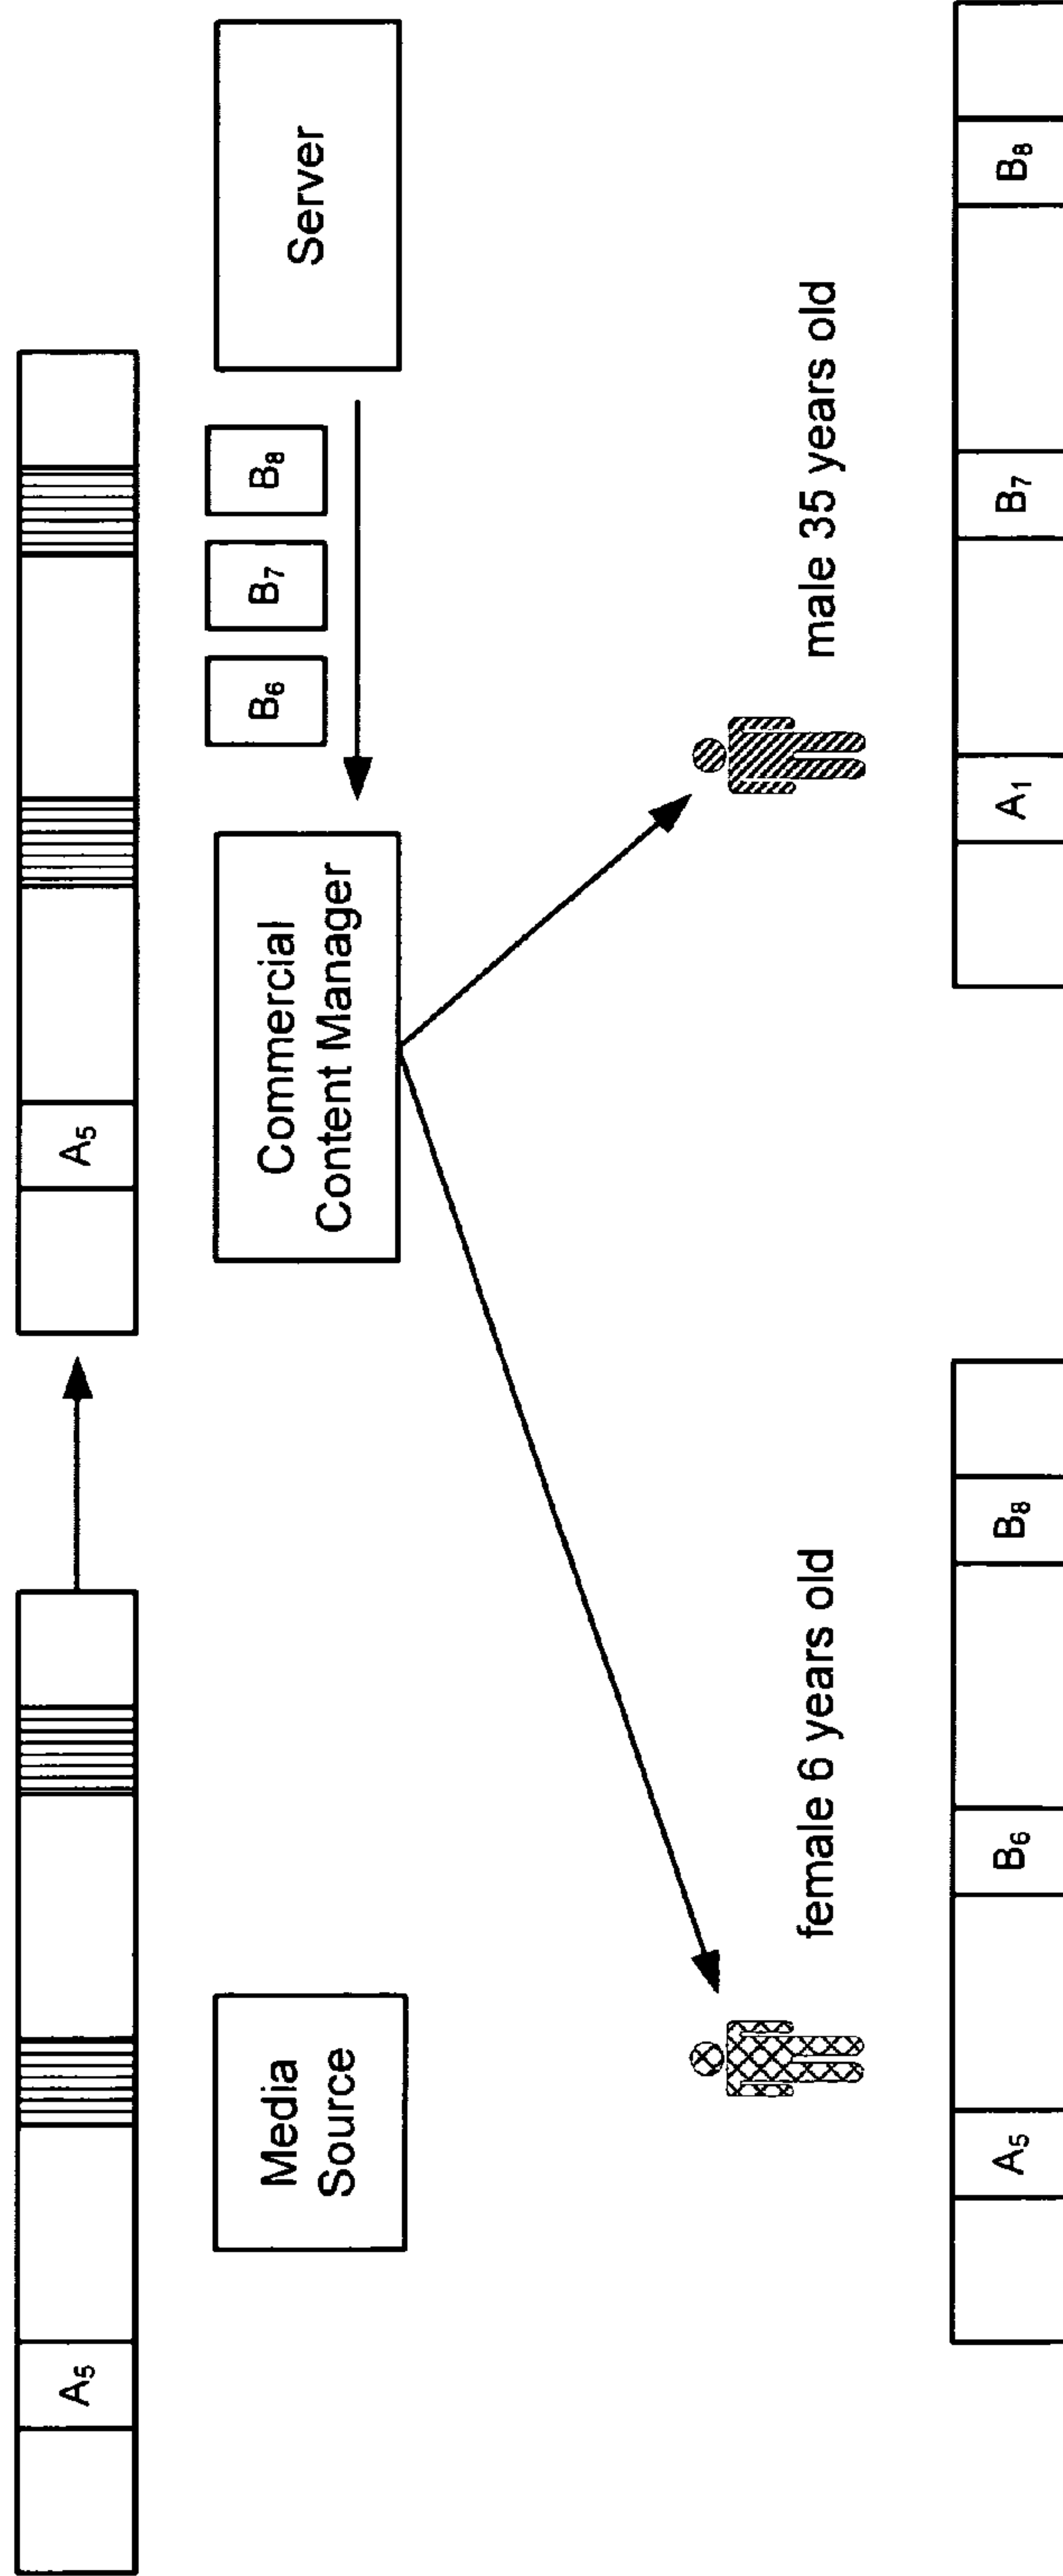 A₅
A₅
Media
Source
Commercial
Content Manager
B₆
B₇
B₈
Server
female 6 years old
male 35 years old
A₅
B₆
B₈
A₁
B₇
B₈